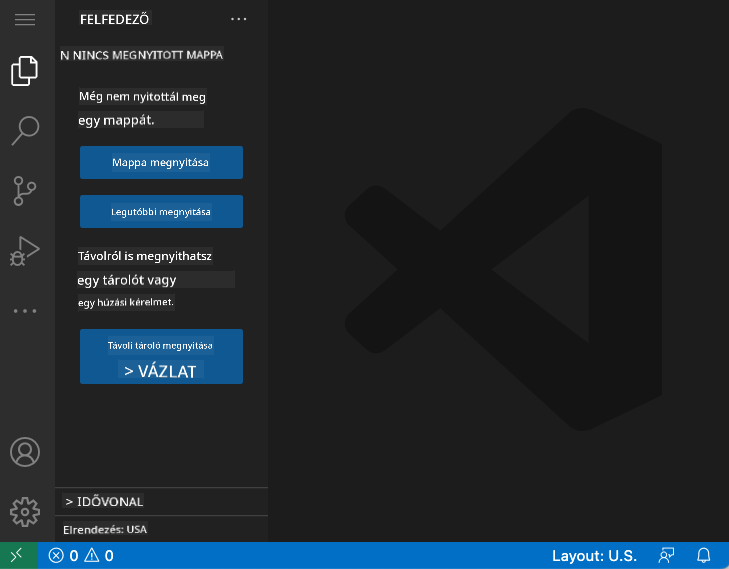 FELFEDEZŐ
N NINCS MEGNYITOTT MAPPA
Még nem nyitottál meg
egy mappát.
Mappa megnyitása
Legutóbbi megnyitása
Távolról is megnyithatsz
egy tárolót vagy
egy húzási kérelmet.
Távoli tároló megnyitása
> VÁZLAT
> IDŐVONAL
Elrendezés: USA
0 0 Layout: U.S.